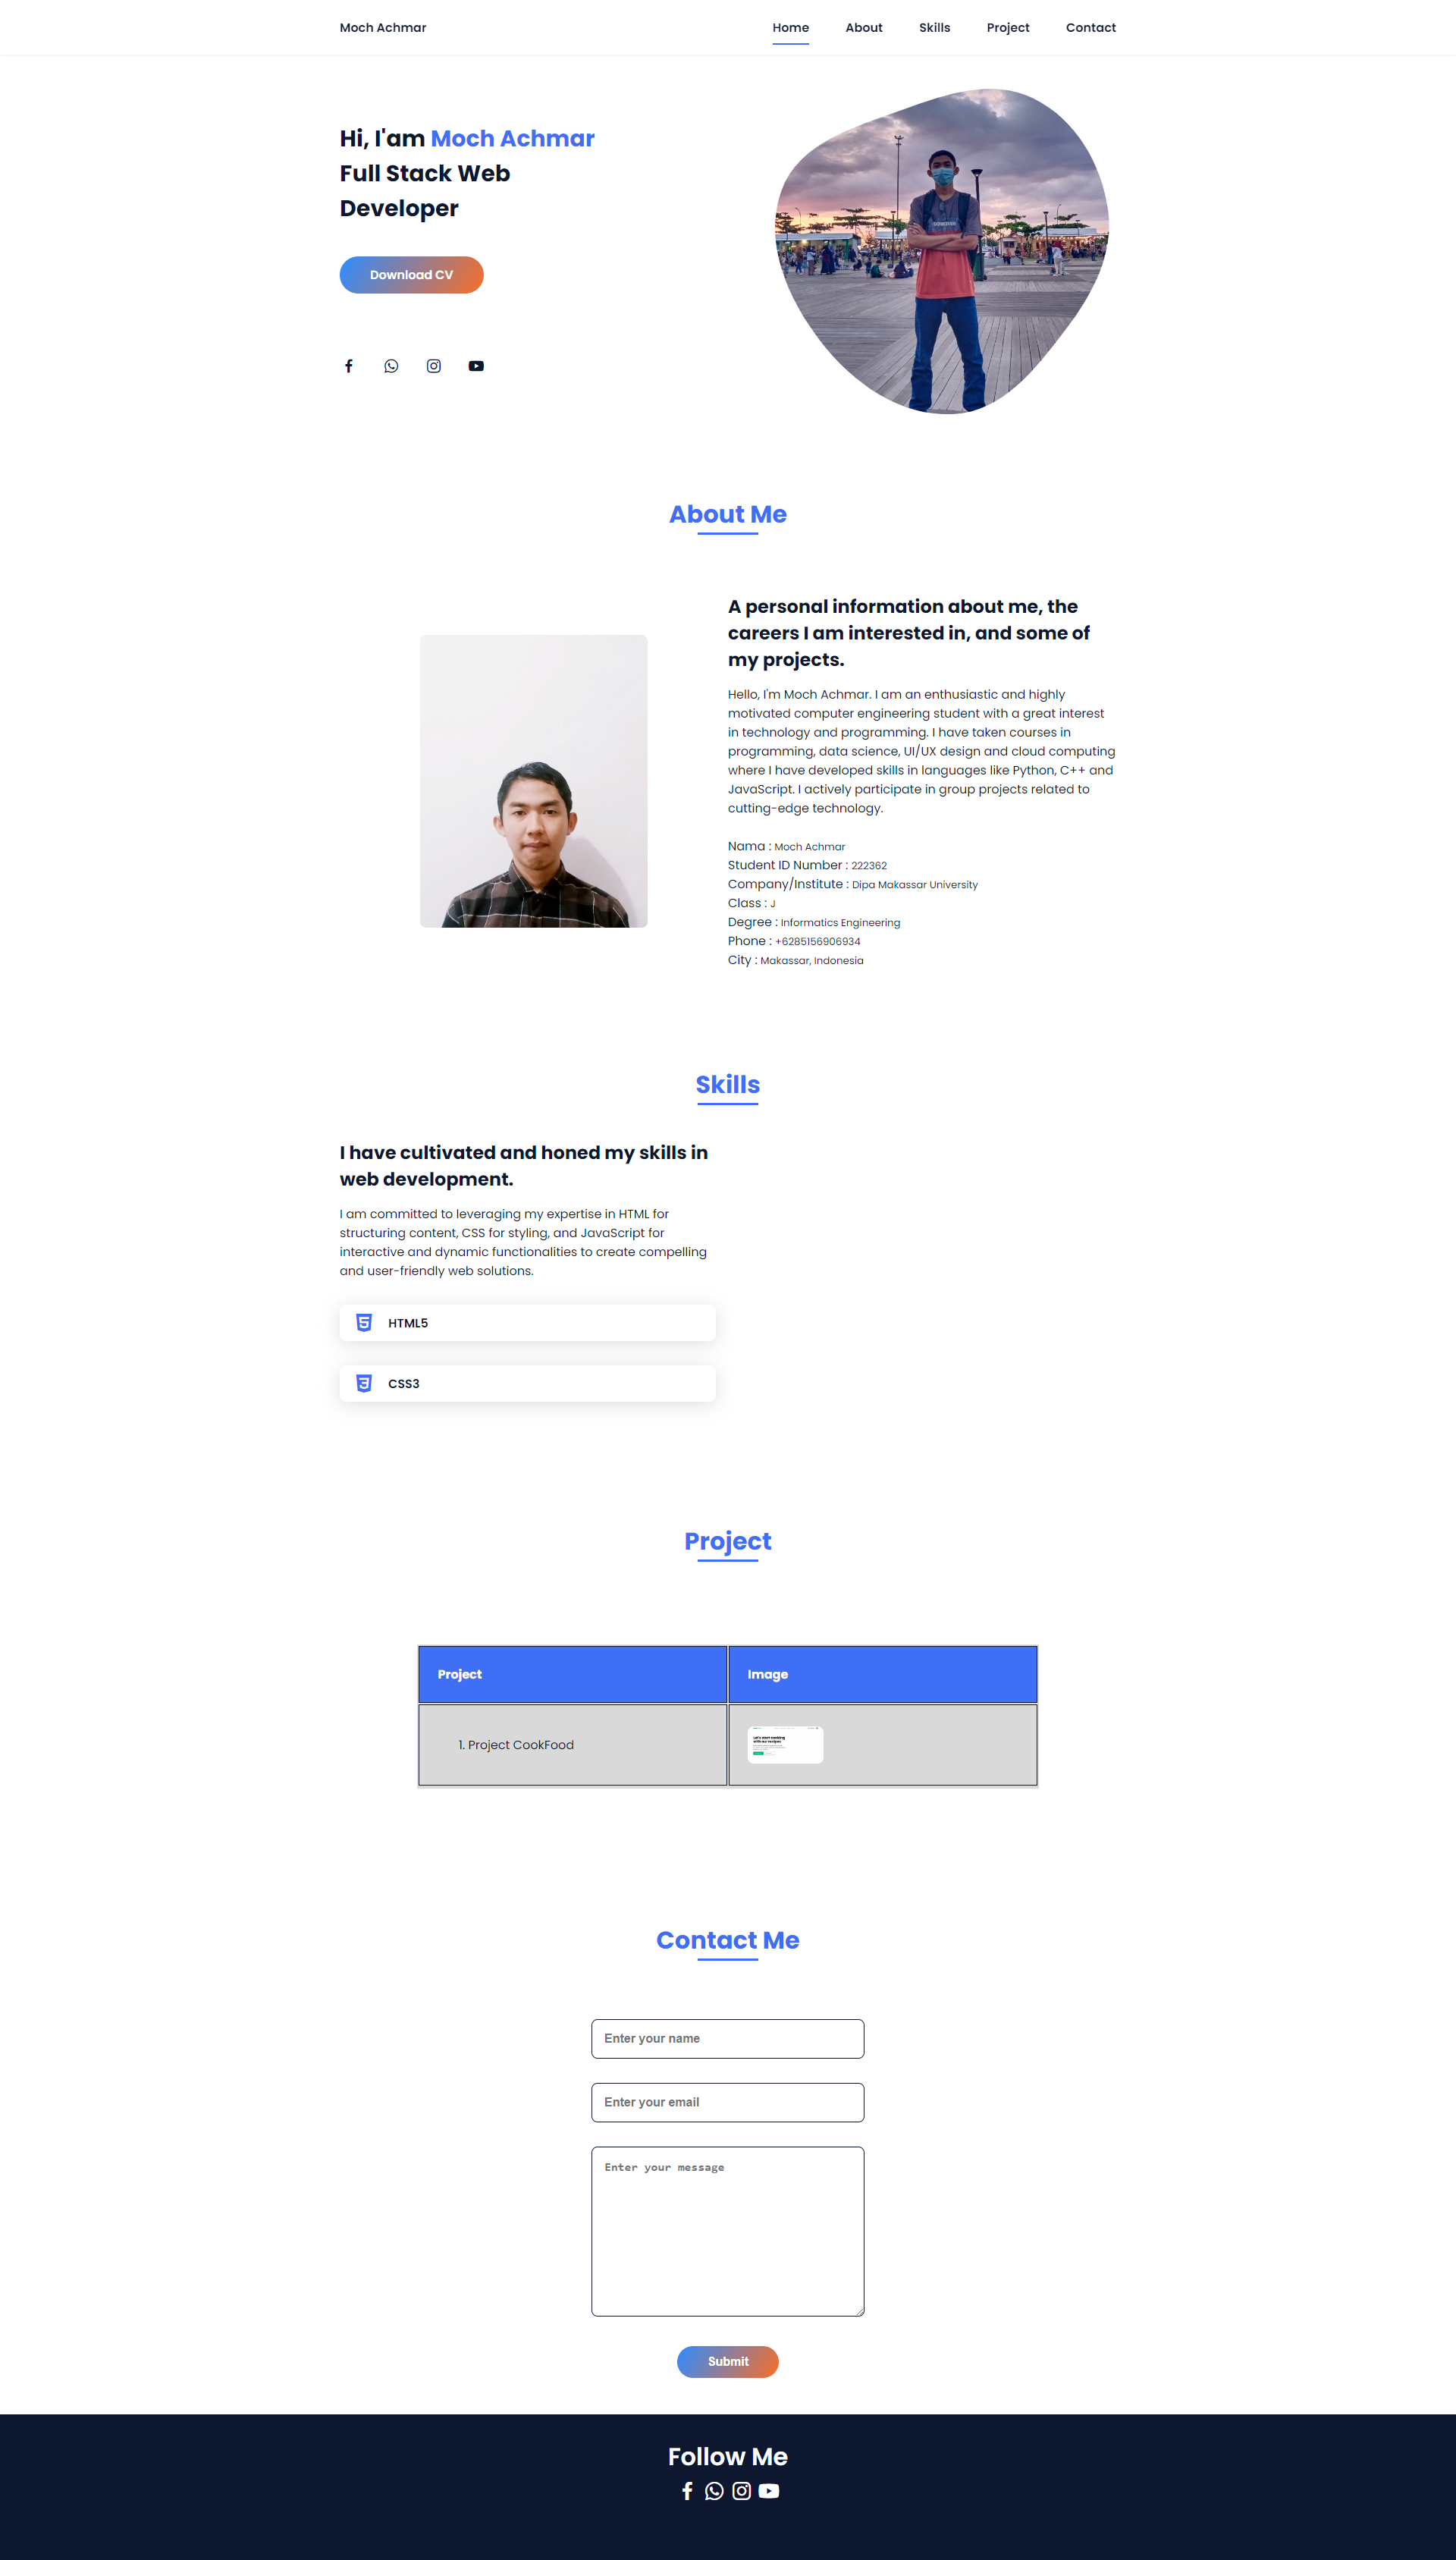 Moch Achmar
Home
About
Skills
Project
Contact
Hi, I'am Moch Achmar
Full Stack Web
Developer
Download CV
About Me
A personal information about me, the
careers I am interested in, and some of
my projects.
Hello, I'm Moch Achmar. I am an enthusiastic and highly
motivated computer engineering student with a great interest
in technology and programming. I have taken courses in
programming, data science, UI/UX design and cloud computing
where I have developed skills in languages like Python, C++ and
JavaScript. I actively participate in group projects related to
cutting-edge technology.
Nama : Moch Achmar
Student ID Number : 222362
Company/Institute : Dipa Makassar University
Class : J
Degree : Informatics Engineering
Phone : +6285156906934
City : Makassar, Indonesia
Skills
I have cultivated and honed my skills in
web development.
I am committed to leveraging my expertise in HTML for
structuring content, CSS for styling, and JavaScript for
interactive and dynamic functionalities to create compelling
and user-friendly web solutions.
HTML5
CSS3
Project
Project
Image
1. Project CookFood
Let's start cooking
with our recipes
Contact Me
Enter your name
Enter your email
Enter your message
Submit
Follow Me